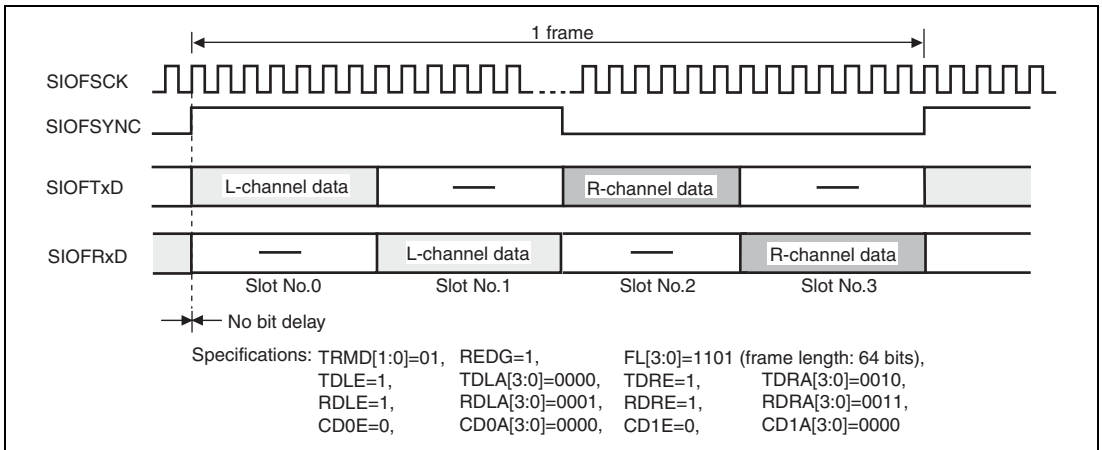 1 frame
SIOFSCK
SIOFSYNC
SIOFTxD L-channel data — R-channel data —
SIOFRxD — L-channel data — R-channel data
Slot No.0 Slot No.1 Slot No.2 Slot No.3
No bit delay
Specifications: TRMD[1:0]=01, REDG=1, FL[3:0]=1101 (frame length: 64 bits),
TDLE=1, TDLA[3:0]=0000, TDRE=1, TDRA[3:0]=0010,
RDLE=1, RDLA[3:0]=0001, RDRE=1, RDRA[3:0]=0011,
CD0E=0, CD0A[3:0]=0000, CD1E=0, CD1A[3:0]=0000